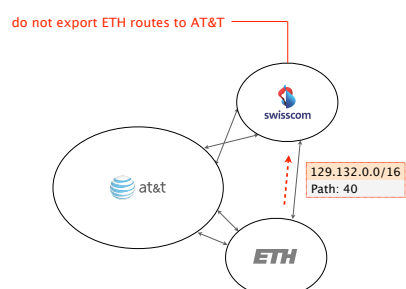 do not export ETH routes to AT&T
swisscom
at&t
129.132.0.0/16
Path: 40
ETH